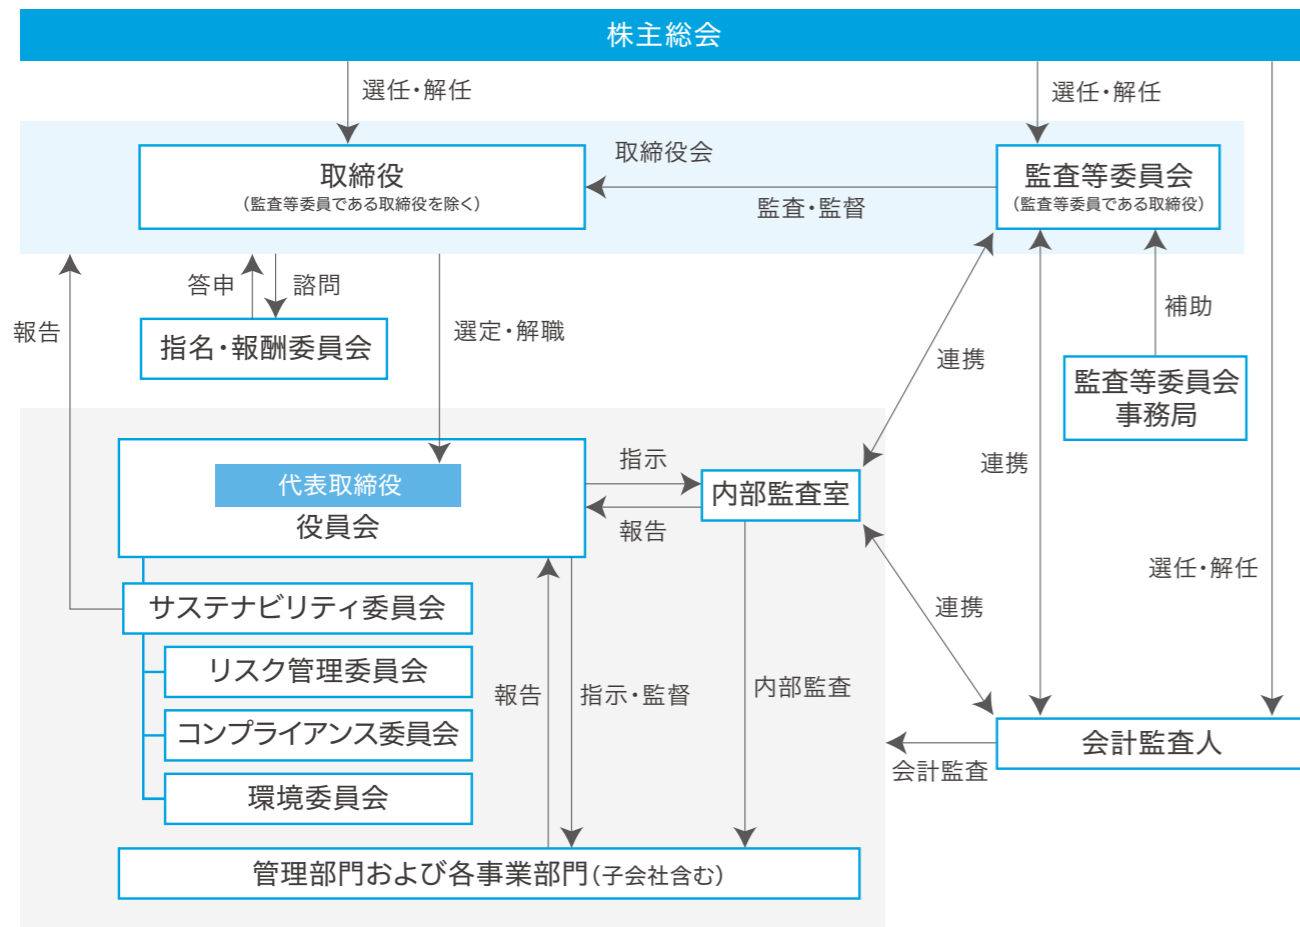 株主総会
選任・解任
選任・解任
取締役会
取締役
(監査等委員である取締役を除く)
監査・監督
監査等委員会
(監査等委員である取締役)
答申
諮問
報告
指名・報酬委員会
選定・解職
連携
補助
監査等委員会
事務局
代表取締役
役員会
指示
報告
内部監査室
連携
選任・解任
サステナビリティ委員会
連携
リスク管理委員会
報告
指示・監督
内部監査
コンプライアンス委員会
会計監査人
会計監査
環境委員会
管理部門および各事業部門(子会社含む)